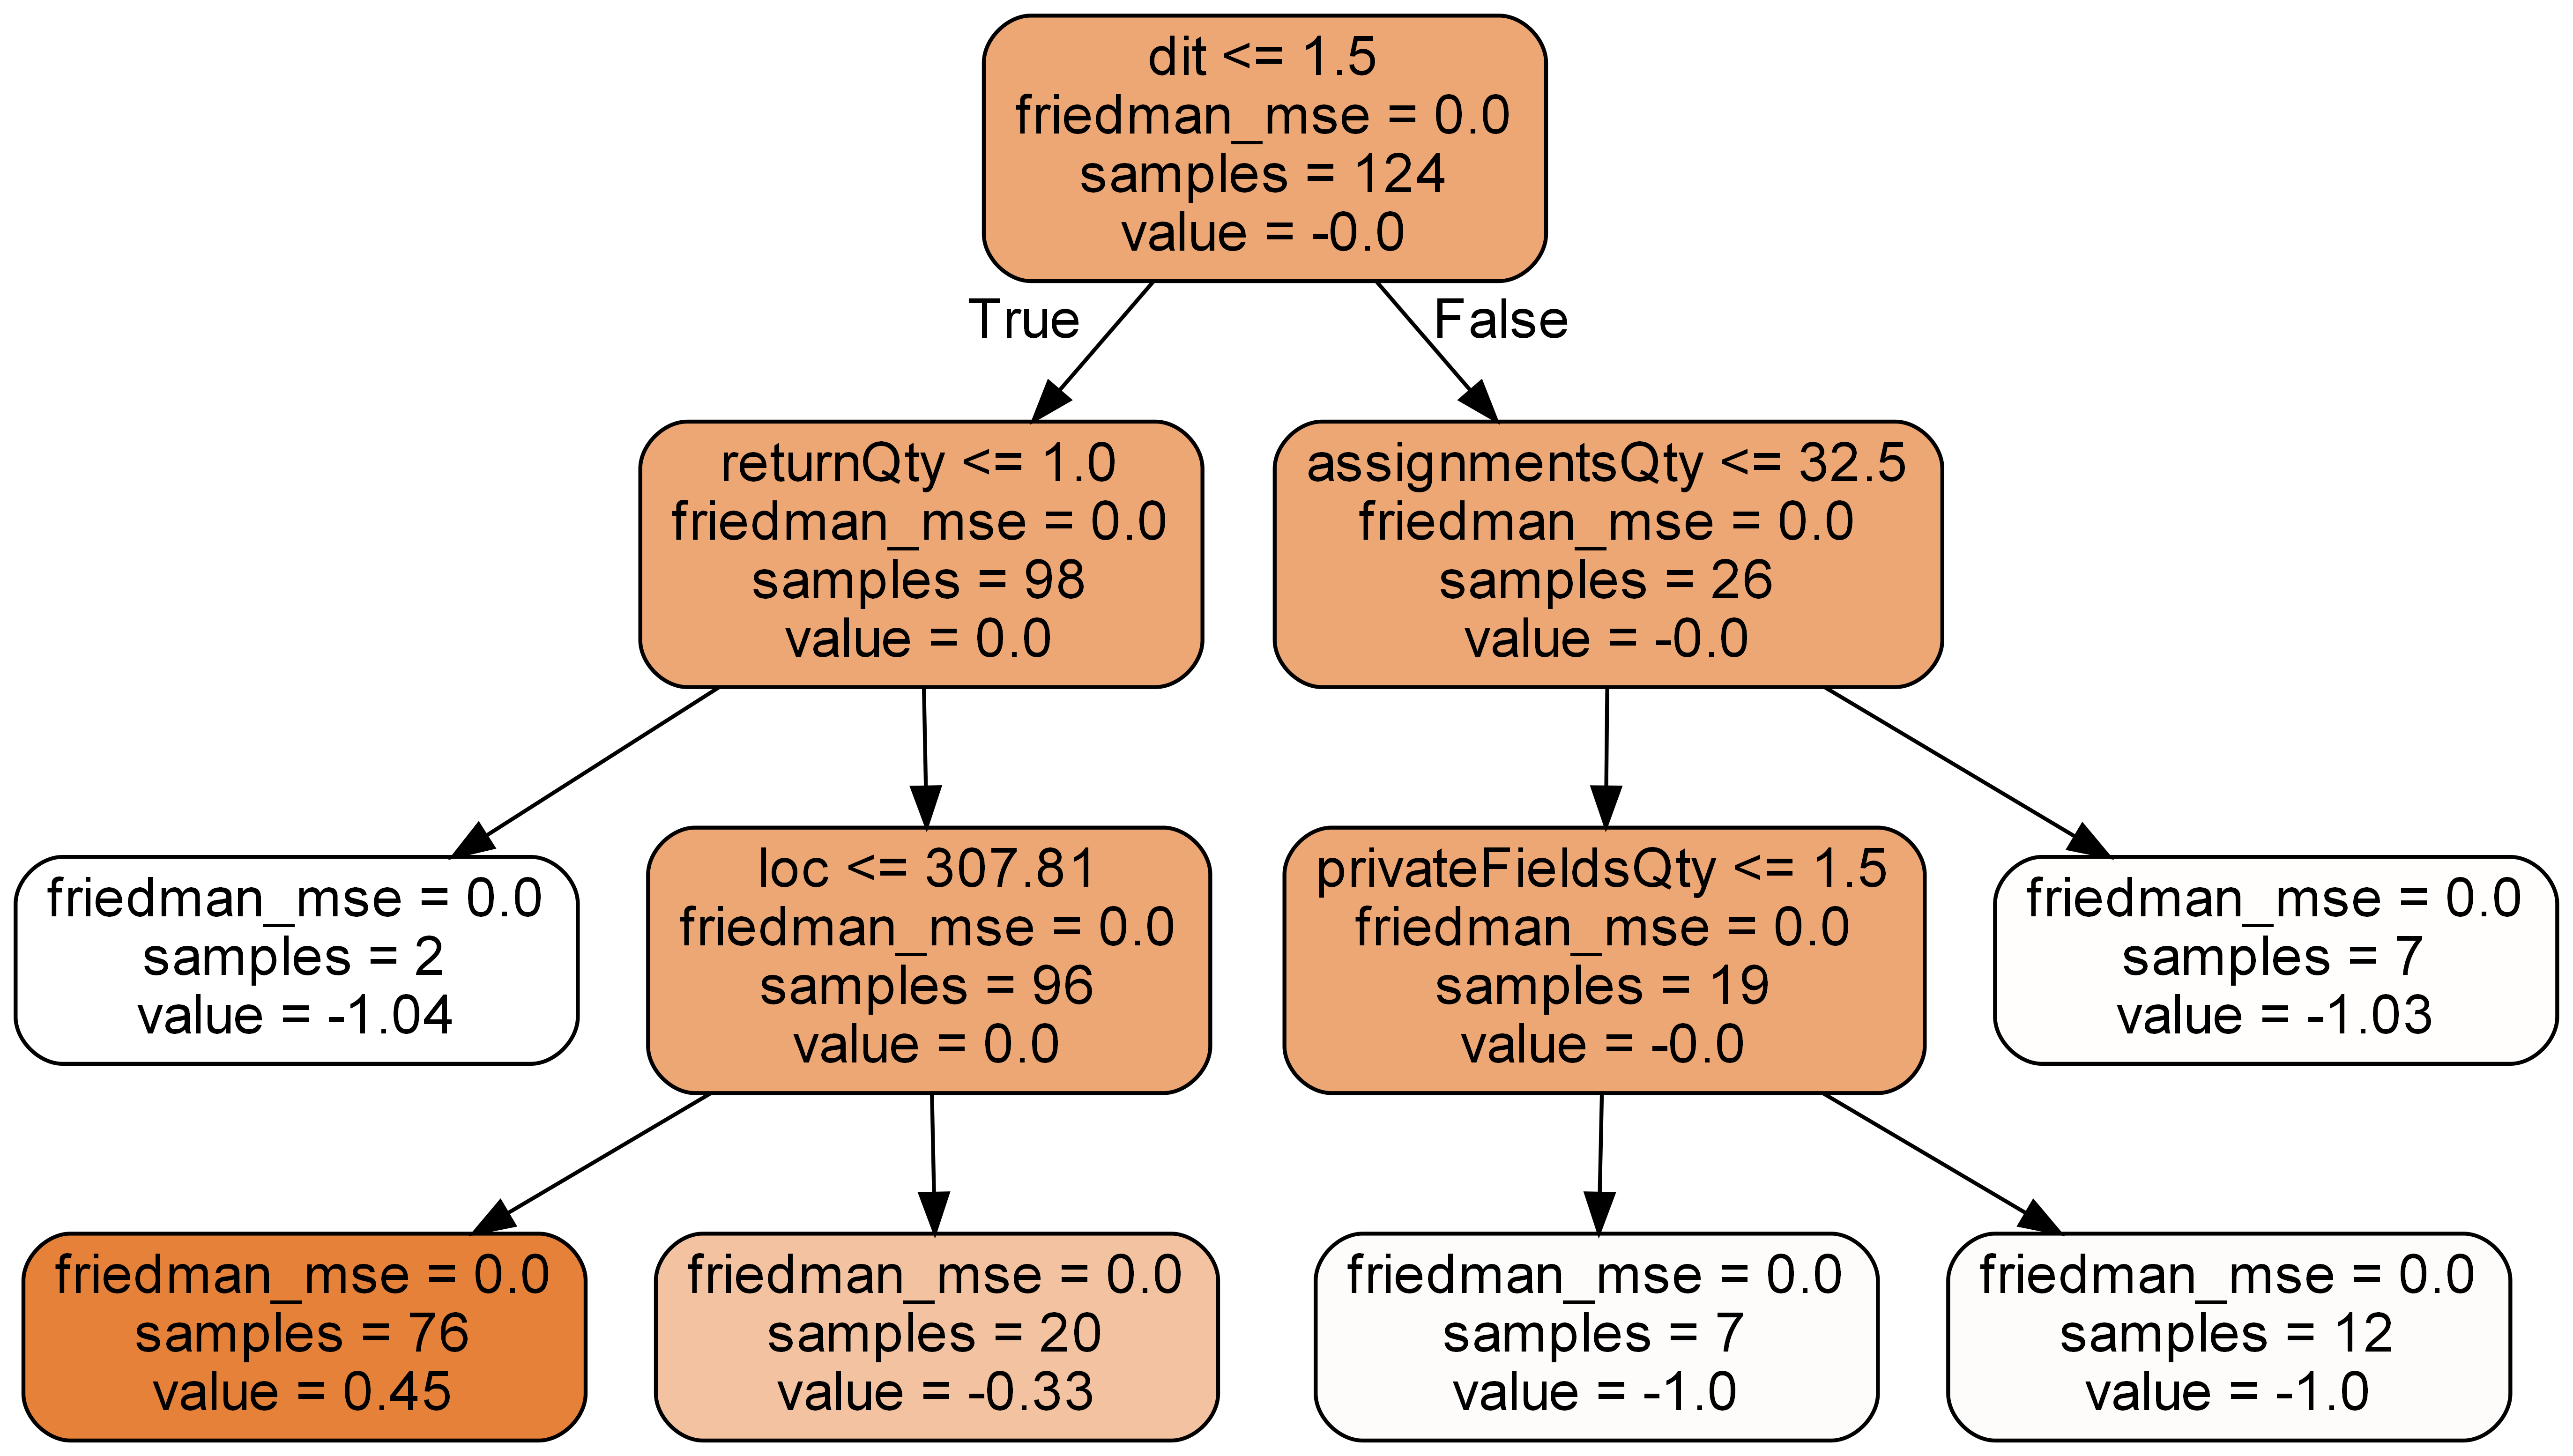 dit <= 1.5
friedman_mse = 0.0
samples = 124
value = -0.0
True
False
returnQty <= 1.0
friedman_mse = 0.0
samples = 98
value = 0.0
assignmentsQty <= 32.5
friedman_mse = 0.0
samples = 26
value = -0.0
friedman_mse = 0.0
samples = 2
value = -1.04
loc <= 307.81
friedman_mse = 0.0
samples = 96
value = 0.0
privateFieldsQty <= 1.5
friedman_mse = 0.0
samples = 19
value = -0.0
friedman_mse = 0.0
samples = 7
value = -1.03
friedman_mse = 0.0
samples = 76
value = 0.45
friedman_mse = 0.0
samples = 20
value = -0.33
friedman_mse = 0.0
samples = 7
value = -1.0
friedman_mse = 0.0
samples = 12
value = -1.0